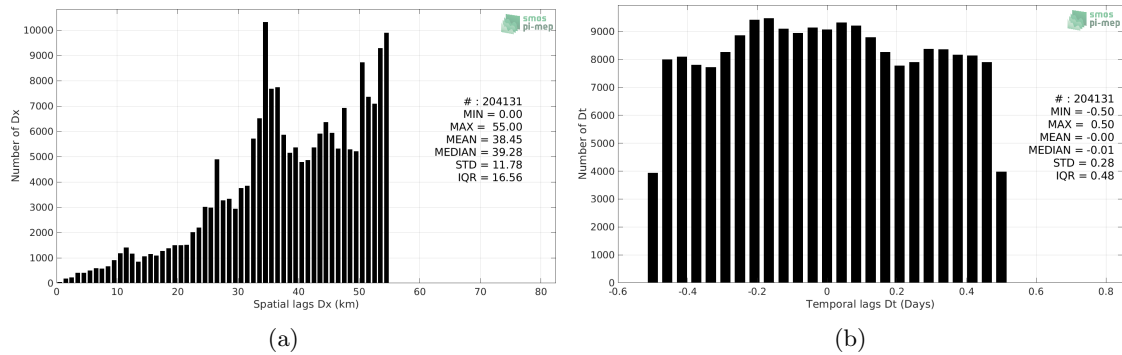 smos
pi-mep
10000
9000
8000
7000
6000
5000
4000
3000
2000
1000
0
Number of Dx
# : 204131
MIN = 0.00
MAX = 55.00
MEAN = 38.45
MEDIAN = 39.28
STD = 11.78
IQR = 16.56
0 10 20 30 40 50 60 70 80
Spatial lags Dx (km)
(a)
smos
pi-mep
9000
8000
7000
6000
5000
4000
3000
2000
1000
0
Number of Dt
# : 204131
MIN = -0.50
MAX = 0.50
MEAN = -0.00
MEDIAN = -0.01
STD = 0.28
IQR = 0.48
-0.6 -0.4 -0.2 0 0.2 0.4 0.6 0.8
Temporal lags Dt (Days)
(b)